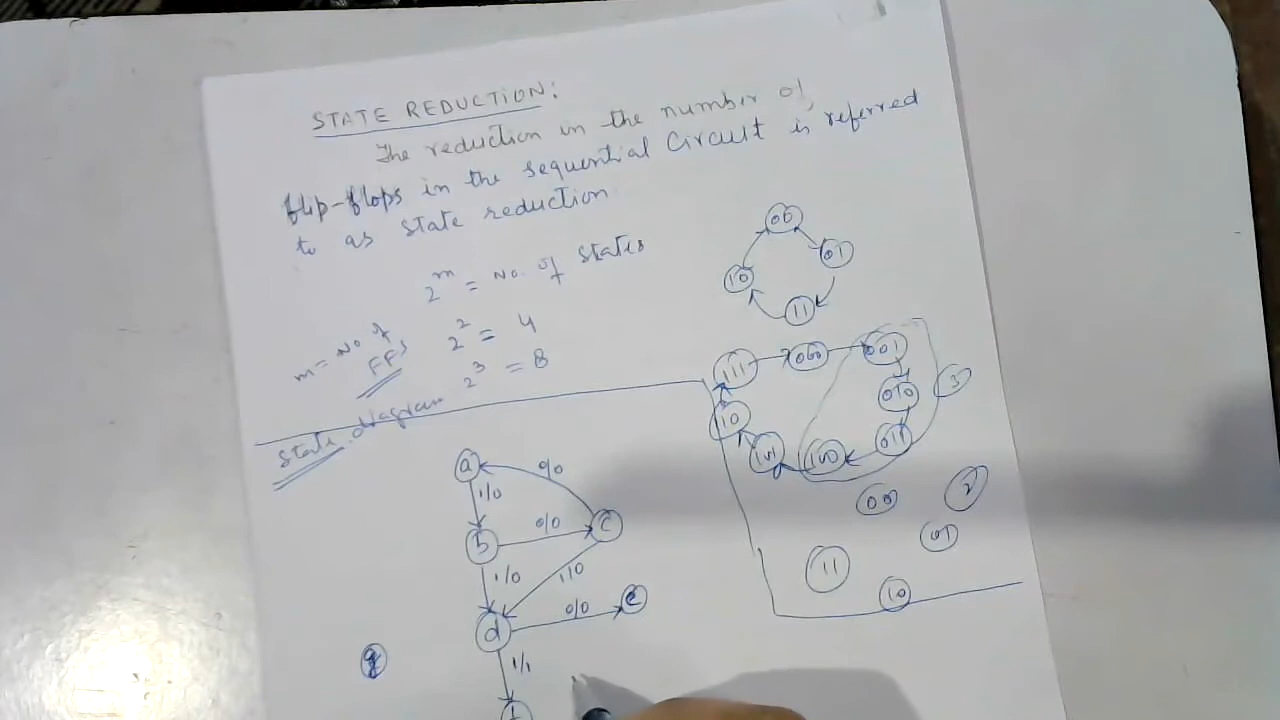 STATE REDUCTION:
The reduction in the number of
flip-flops in the sequential circuit is referred
to as state reduction
2^m = No. of states
m = No of FFs
2^2 = 4
2^3 = 8
State diagram
00
01
11
10
111
000
001
010
011
100
101
3
2
00
01
11
10
a
0/0
1/0
b
0/0
c
1/0
1/0
d
0/0
e
g
1/1
f